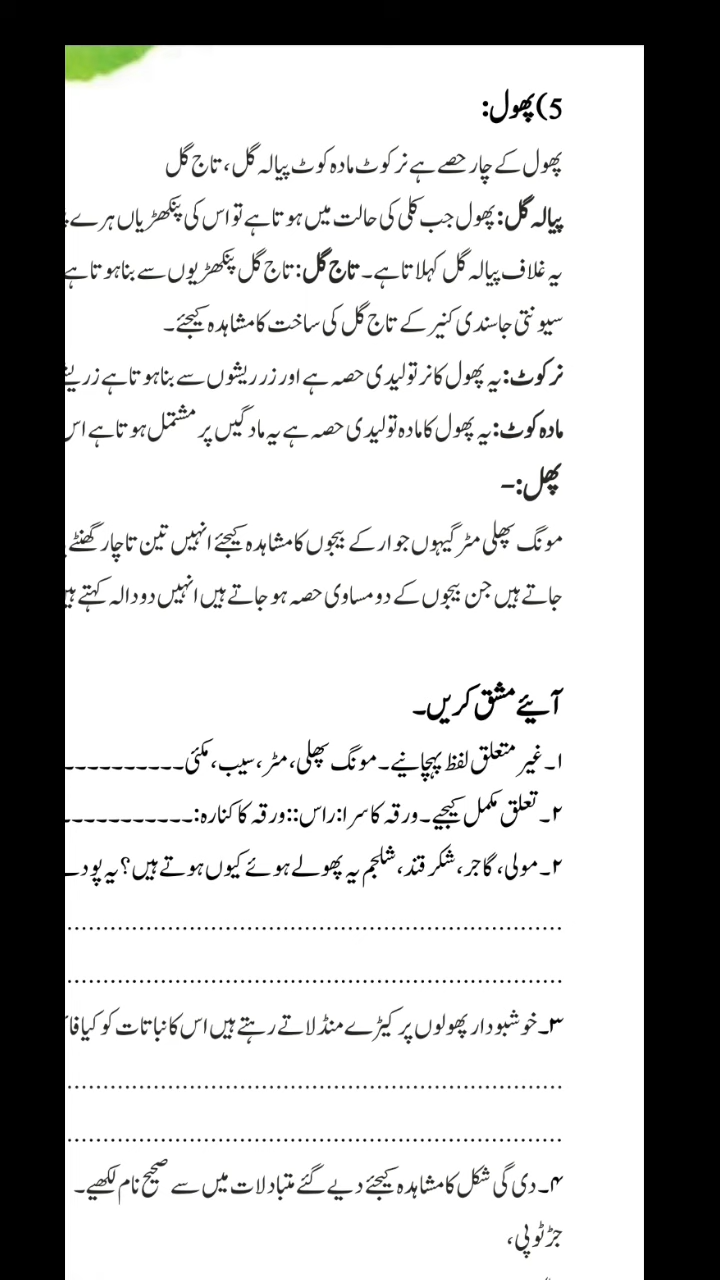 5) پھول:
پھول کے چار حصے ہے نر کوٹ مادہ کوٹ پیالہ گل، تاج گل
پیالہ گل: پھول جب کلی کی حالت میں ہوتا ہے تو اس کی پنکھڑیاں ہرے
یہ غلاف پیالہ گل کہلاتا ہے۔ تاج گل: تاج گل پنکھڑیوں سے بنا ہوتا ہے
سیونتی جاسندی کنیر کے تاج گل کی ساخت کا مشاہدہ کیجئے۔
نر کوٹ: یہ پھول کا نر تولیدی حصہ ہے اور زر ریشوں سے بنا ہوتا ہے
مادہ کوٹ: یہ پھول کا مادہ تولیدی حصہ ہے یہ مادگیں پر مشتمل ہوتا ہے اس
پھل:-
مونگ پھلی مٹر گیہوں جوار کے بیجوں کا مشاہدہ کیجئے انہیں تین تا چار گھنٹے
جاتے ہیں جن بیجوں کے دو مساوی حصہ ہو جاتے ہیں انہیں دو دالہ کہتے ہیں
آیئے مشق کریں۔
۱۔ غیر متعلق لفظ پہچانیے۔ مونگ پھلی، مٹر، سیب، مکئی-----------
۲۔ تعلق مکمل کیجیے۔ ورقہ کا سرا: راس:: ورقہ کا کنارہ:------------
۲۔ مولی، گاجر، شکر قند، شلجم یہ پھولے ہوئے کیوں ہوتے ہیں؟ یہ پودے
................................................................
................................................................
۳۔ خوشبودار پھولوں پر کیڑے منڈلاتے رہتے ہیں اس کا نباتات کو کیا
................................................................
................................................................
۴۔ دی گی شکل کا مشاہدہ کیجئے دیے گئے متبادلات میں سے صحیح نام لکھیے۔
جڑ ٹوپی،